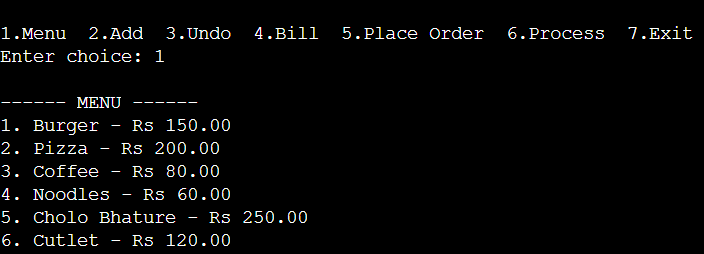 1.Menu  2.Add  3.Undo  4.Bill  5.Place Order  6.Process  7.Exit
Enter choice: 1
------ MENU ------
1. Burger - Rs 150.00
2. Pizza - Rs 200.00
3. Coffee - Rs 80.00
4. Noodles - Rs 60.00
5. Cholo Bhature - Rs 250.00
6. Cutlet - Rs 120.00